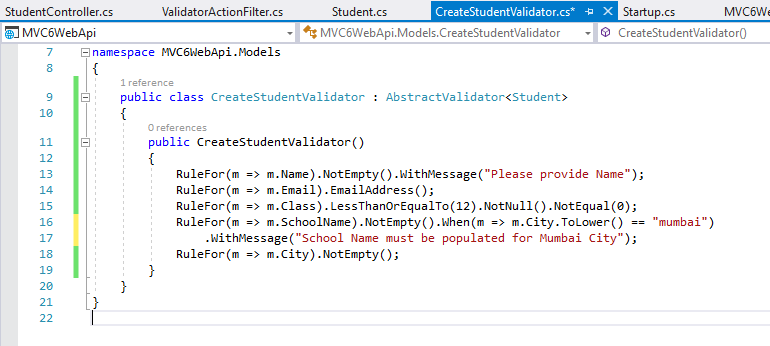 StudentController.cs ValidatorActionFilter.cs Student.cs CreateStudentValidator.cs* Startup.cs MVC6We
MVC6WebApi MVC6WebApi.Models.CreateStudentValidator CreateStudentValidator()
7 namespace MVC6WebApi.Models
8 {
1 reference
9 public class CreateStudentValidator : AbstractValidator<Student>
10 {
0 references
11 public CreateStudentValidator()
12 {
13 RuleFor(m => m.Name).NotEmpty().WithMessage("Please provide Name");
14 RuleFor(m => m.Email).EmailAddress();
15 RuleFor(m => m.Class).LessThanOrEqualTo(12).NotNull().NotEqual(0);
16 RuleFor(m => m.SchoolName).NotEmpty().When(m => m.City.ToLower() == "mumbai")
17 .WithMessage("School Name must be populated for Mumbai City");
18 RuleFor(m => m.City).NotEmpty();
19 }
20 }
21 }
22